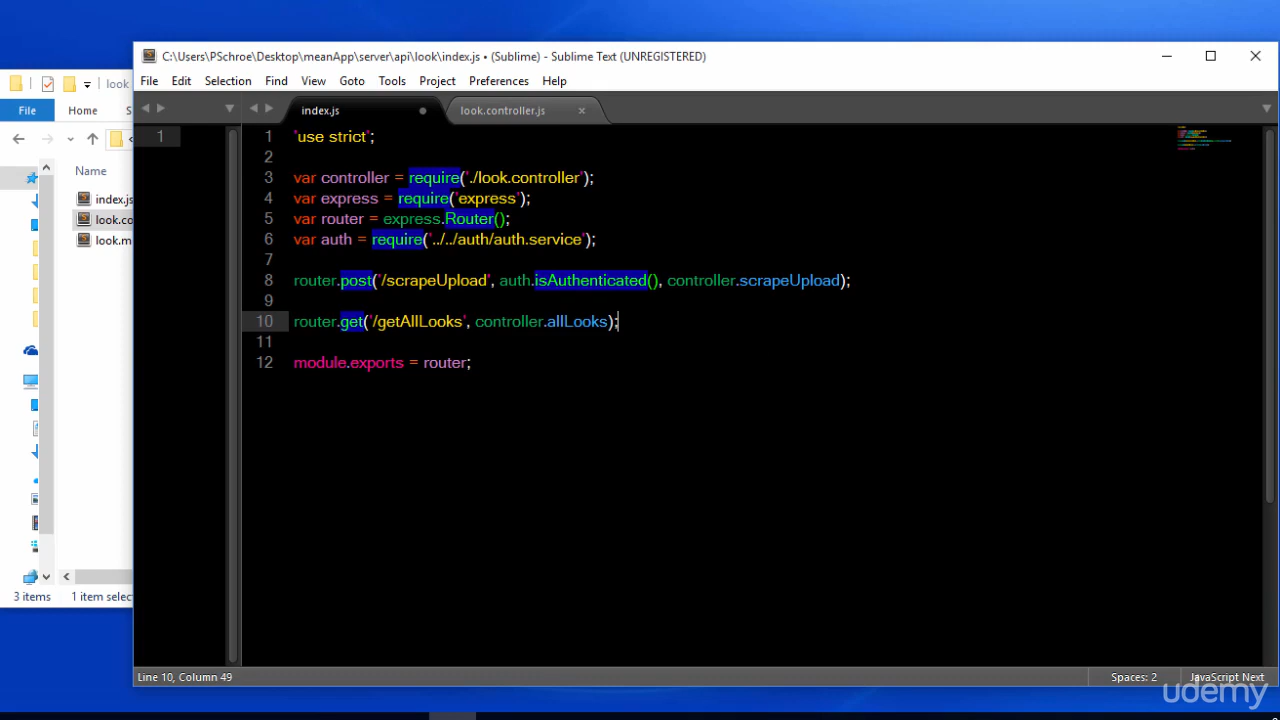 C:\Users\PSchroe\Desktop\meanApp\server\api\look\index.js • (Sublime) - Sublime Text (UNREGISTERED)
look
File Edit Selection Find View Goto Tools Project Preferences Help
File Home
index.js look.controller.js
1
1 'use strict';
2
3 var controller = require('./look.controller');
4 var express = require('express');
5 var router = express.Router();
6 var auth = require('../../auth/auth.service');
7
8 router.post('/scrapeUpload', auth.isAuthenticated(), controller.scrapeUpload);
9
10 router.get('/getAllLooks', controller.allLooks);
11
12 module.exports = router;
Name
index.js
look.co
look.m
3 items 1 item selec
Line 10, Column 49 Spaces: 2 JavaScript Next
udemy